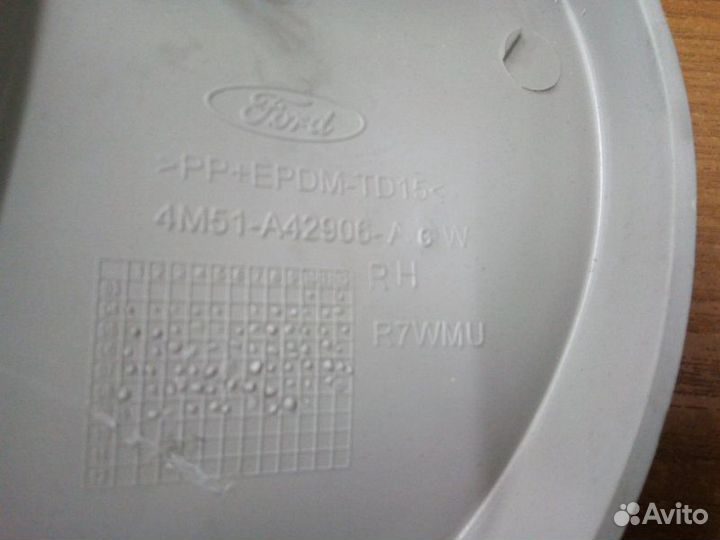 Ford
>PP+EPDM-TD15<
4M51-A42906-A G W
RH
R7WMU
Avito